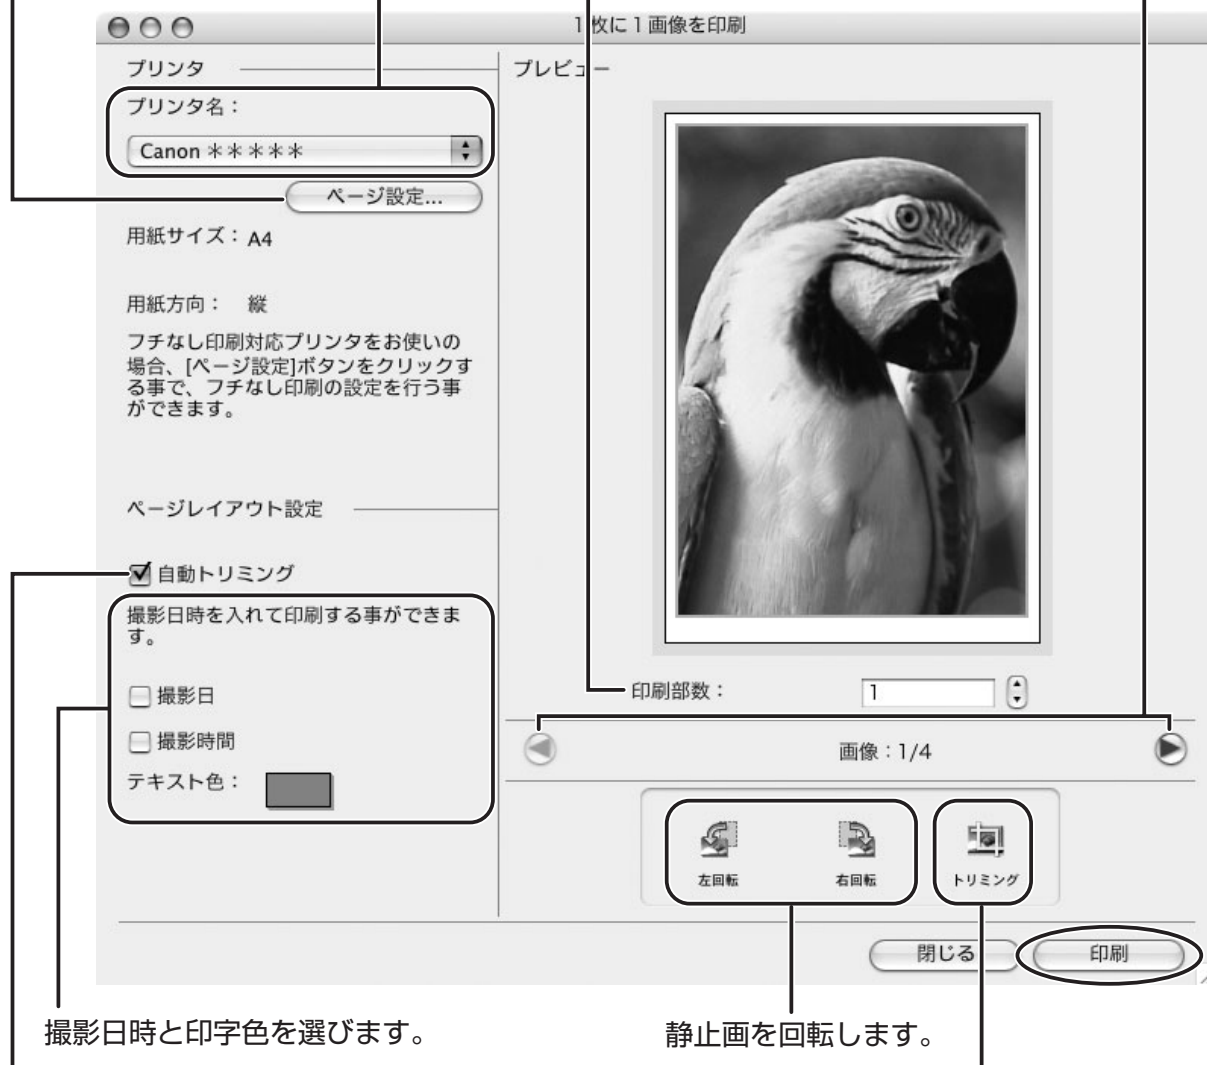 1枚に1画像を印刷
プリンタ
プリンタ名：
Canon ＊＊＊＊＊
ページ設定...
用紙サイズ：A4
用紙方向： 縦
フチなし印刷対応プリンタをお使いの
場合、[ページ設定]ボタンをクリックす
る事で、フチなし印刷の設定を行う事
ができます。
ページレイアウト設定
自動トリミング
撮影日時を入れて印刷する事ができま
す。
撮影日
撮影時間
テキスト色：
プレビュー
印刷部数：
1
画像：1/4
左回転
右回転
トリミング
閉じる
印刷
撮影日時と印字色を選びます。
静止画を回転します。